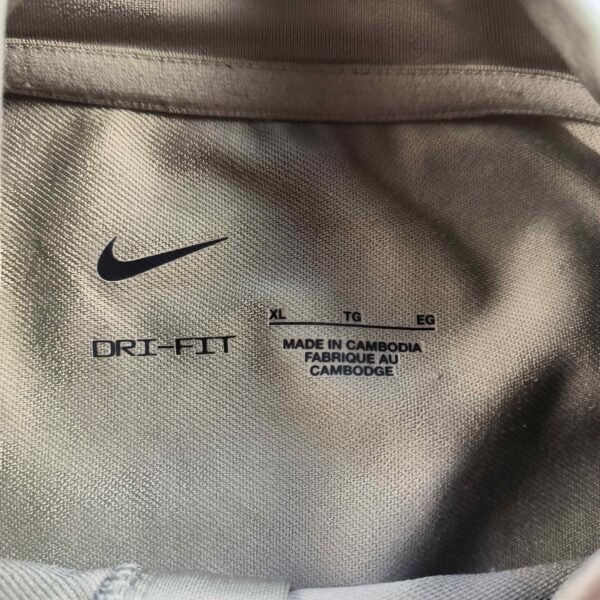 DRI-FIT
XL TG EG
MADE IN CAMBODIA
FABRIQUE AU
CAMBODGE